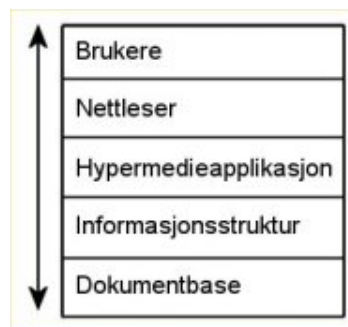 Brukere
Nettleser
Hypermedieapplikasjon
Informasjonsstruktur
Dokumentbase